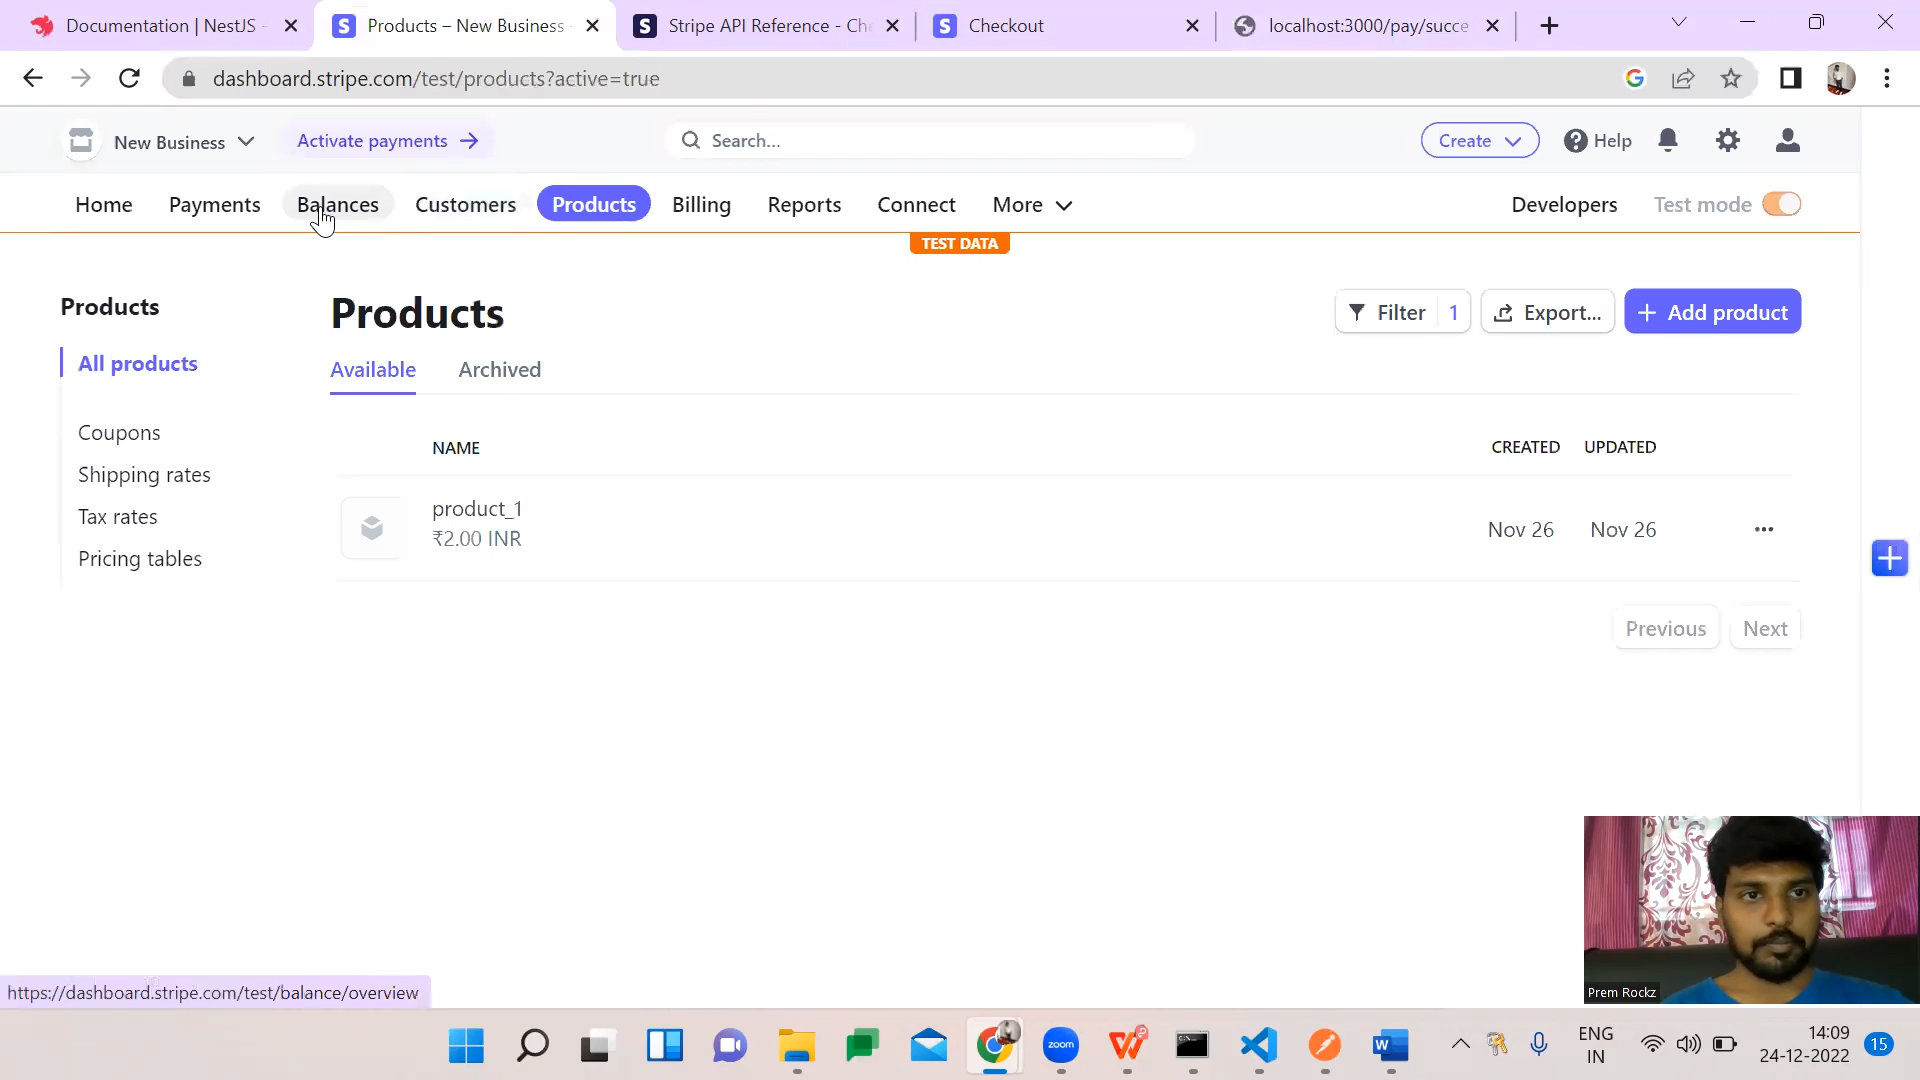 Documentation | NestJS -
Products – New Business -
Stripe API Reference - Ch
Checkout
localhost:3000/pay/succe
dashboard.stripe.com/test/products?active=true
New Business
Activate payments →
Search...
Create
Help
Home
Payments
Balances
Customers
Products
Billing
Reports
Connect
More
Developers
Test mode
TEST DATA
Products
All products
Coupons
Shipping rates
Tax rates
Pricing tables
Products
Filter 1
Export...
+ Add product
Available
Archived
NAME
CREATED
UPDATED
product_1
₹2.00 INR
Nov 26
Nov 26
Previous
Next
Prem Rockz
https://dashboard.stripe.com/test/balance/overview
zoom
ENG
IN
14:09
24-12-2022
15